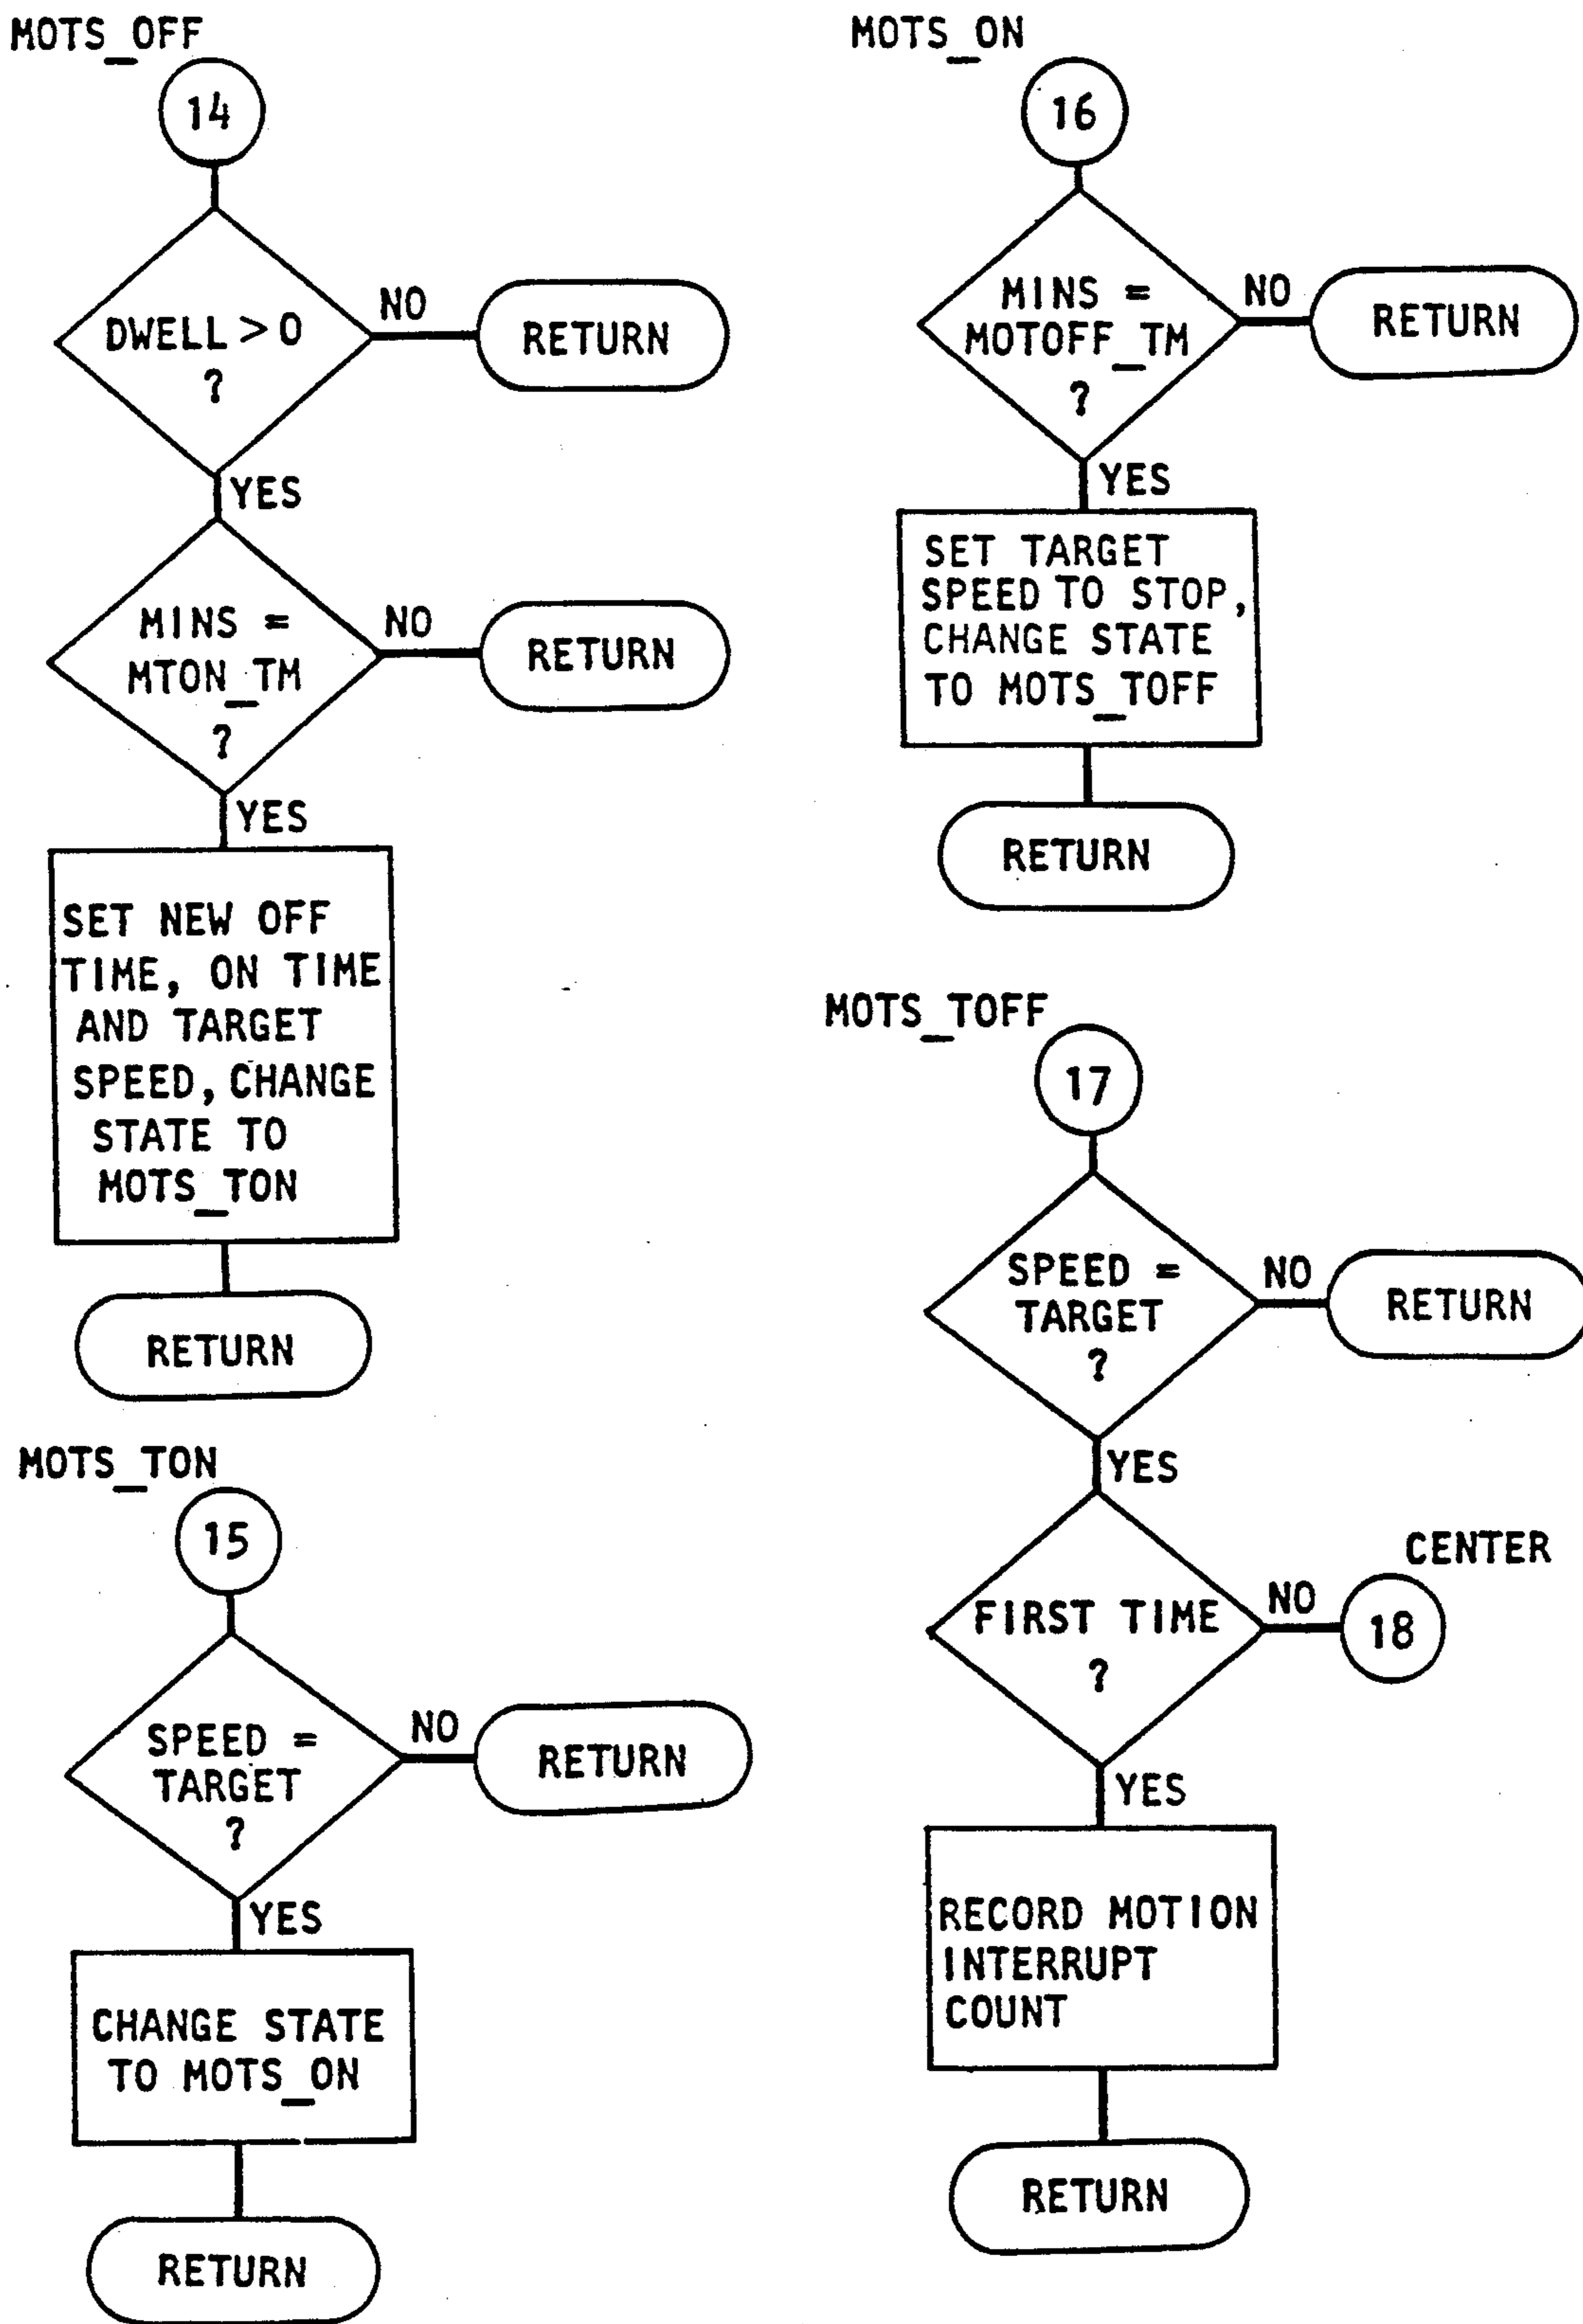 MOTS_OFF
14
DWELL > 0
?
NO
RETURN
YES
MINS =
MTON_TM
?
NO
RETURN
YES
SET NEW OFF
TIME, ON TIME
AND TARGET
SPEED, CHANGE
STATE TO
MOTS_TON
RETURN
MOTS_TON
15
SPEED =
TARGET
?
NO
RETURN
YES
CHANGE STATE
TO MOTS_ON
RETURN
MOTS_ON
16
MINS =
MOTOFF_TM
?
NO
RETURN
YES
SET TARGET
SPEED TO STOP,
CHANGE STATE
TO MOTS_TOFF
RETURN
MOTS_TOFF
17
SPEED =
TARGET
?
NO
RETURN
YES
FIRST TIME
?
NO
CENTER
18
YES
RECORD MOTION
INTERRUPT
COUNT
RETURN